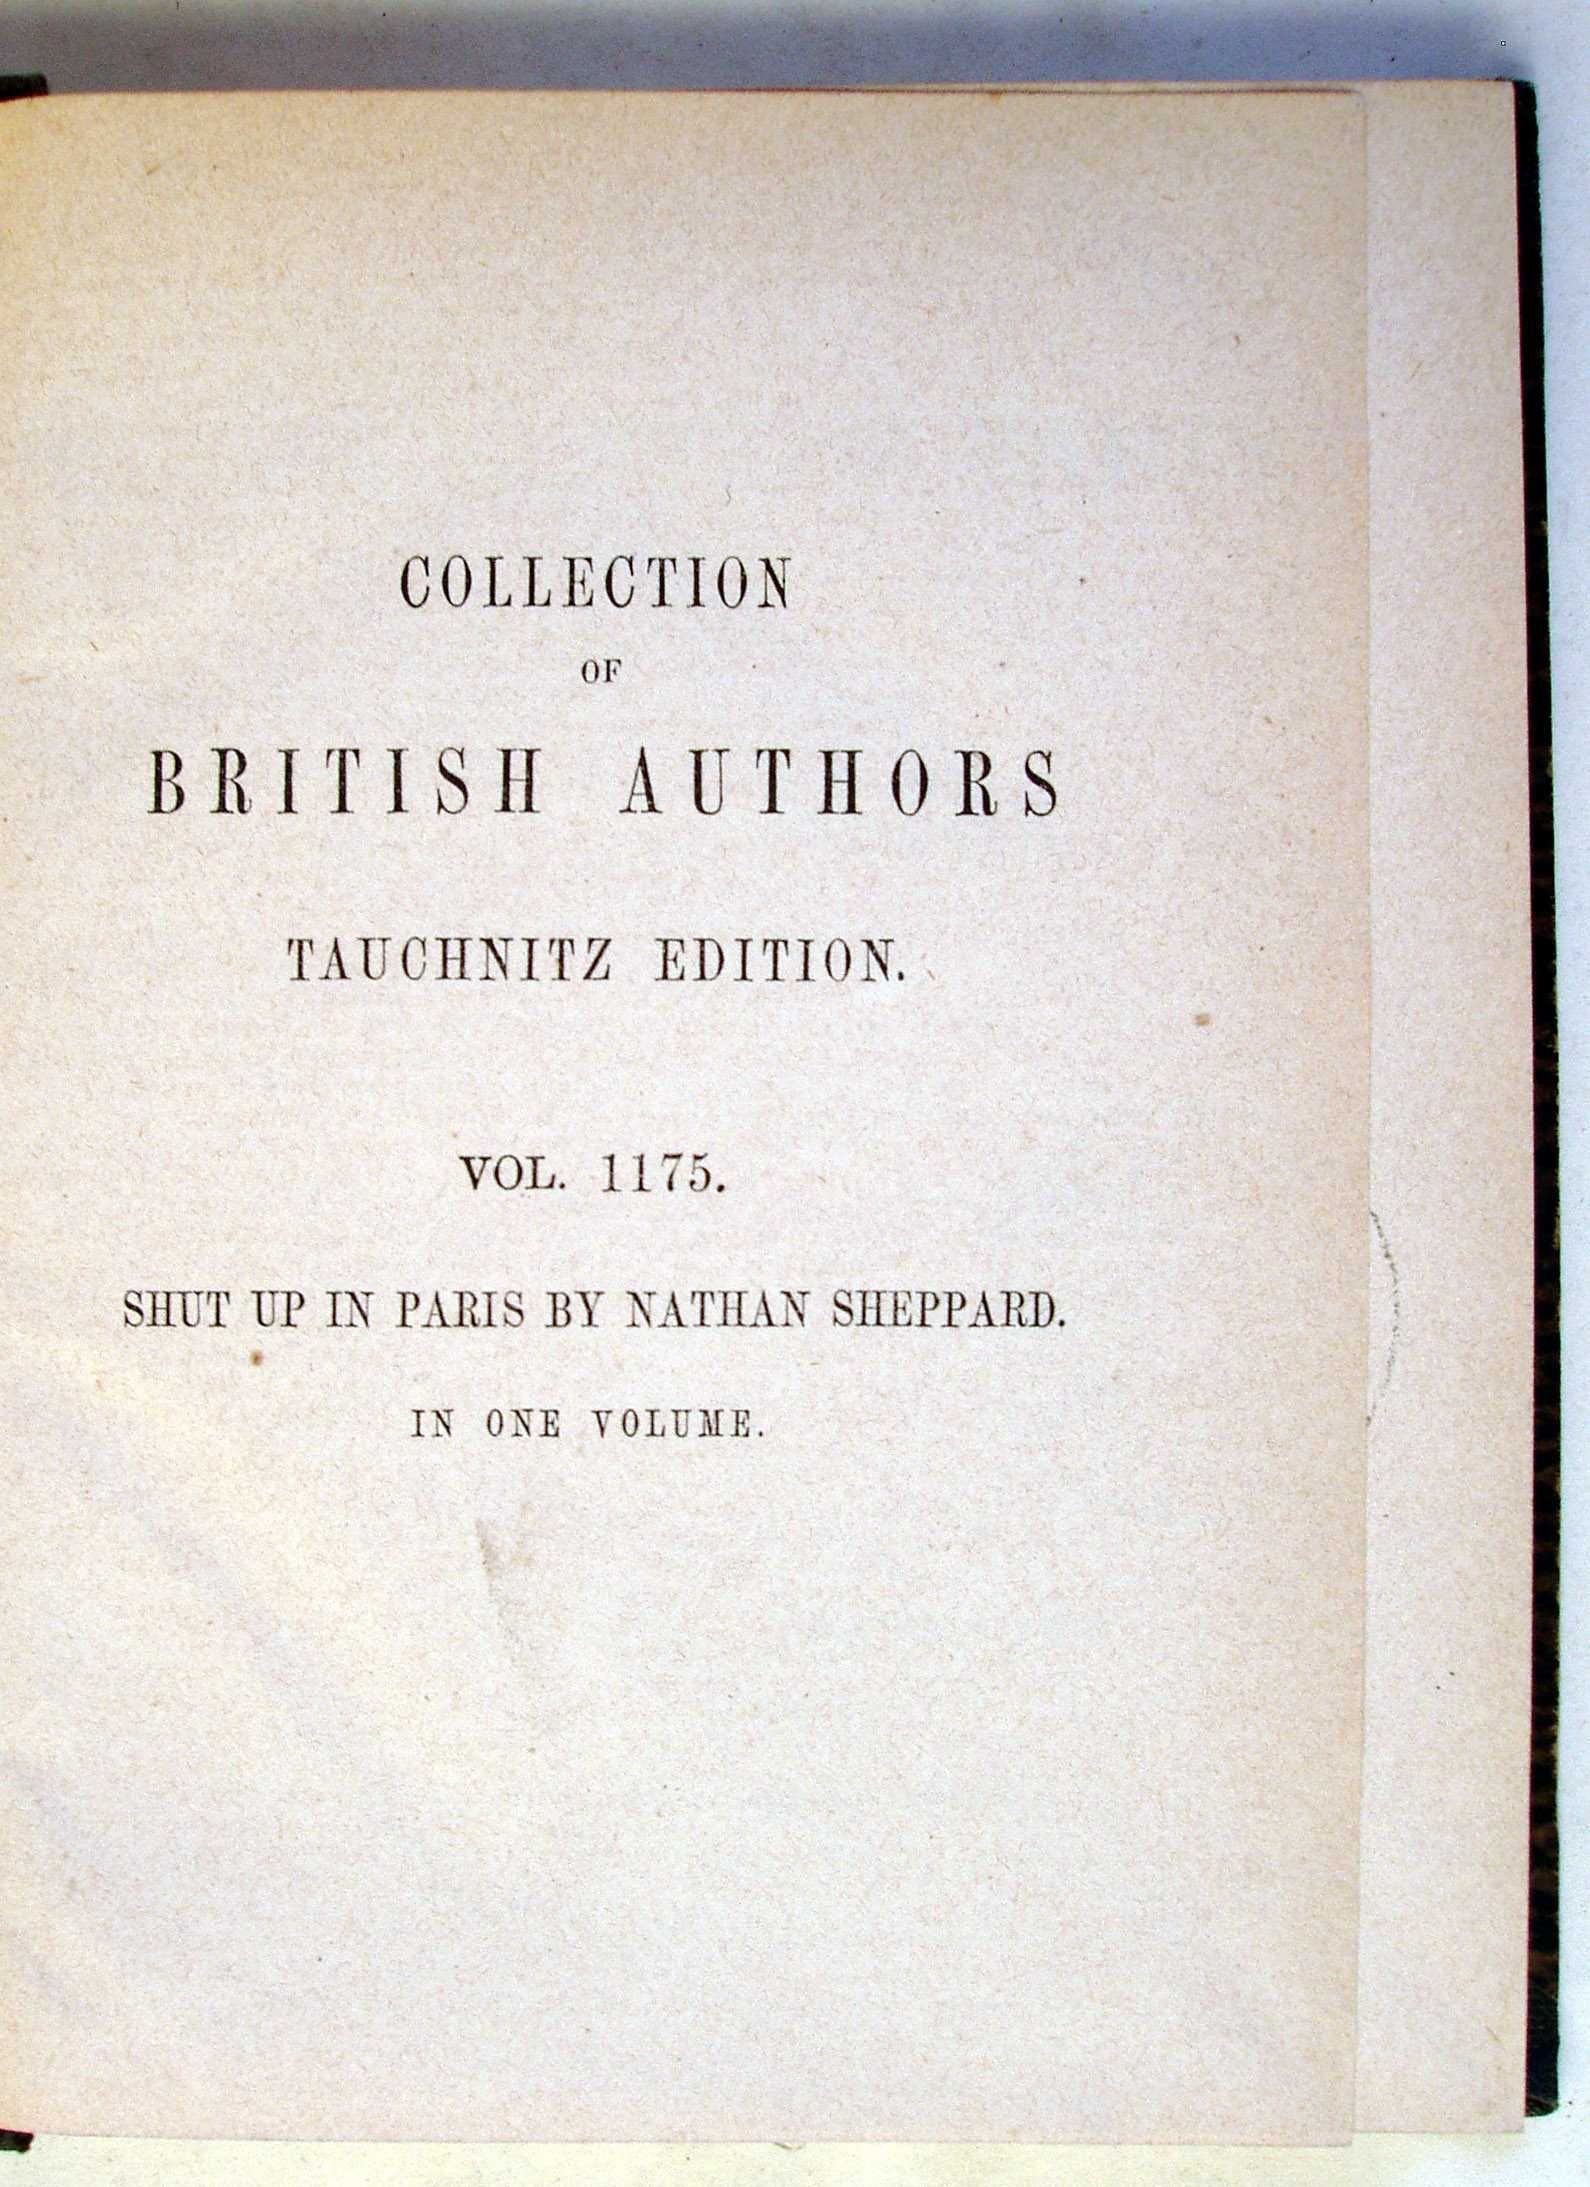 COLLECTION
OF
BRITISH AUTHORS
TAUCHNITZ EDITION.
VOL. 1175.
SHUT UP IN PARIS BY NATHAN SHEPPARD.
IN ONE VOLUME.